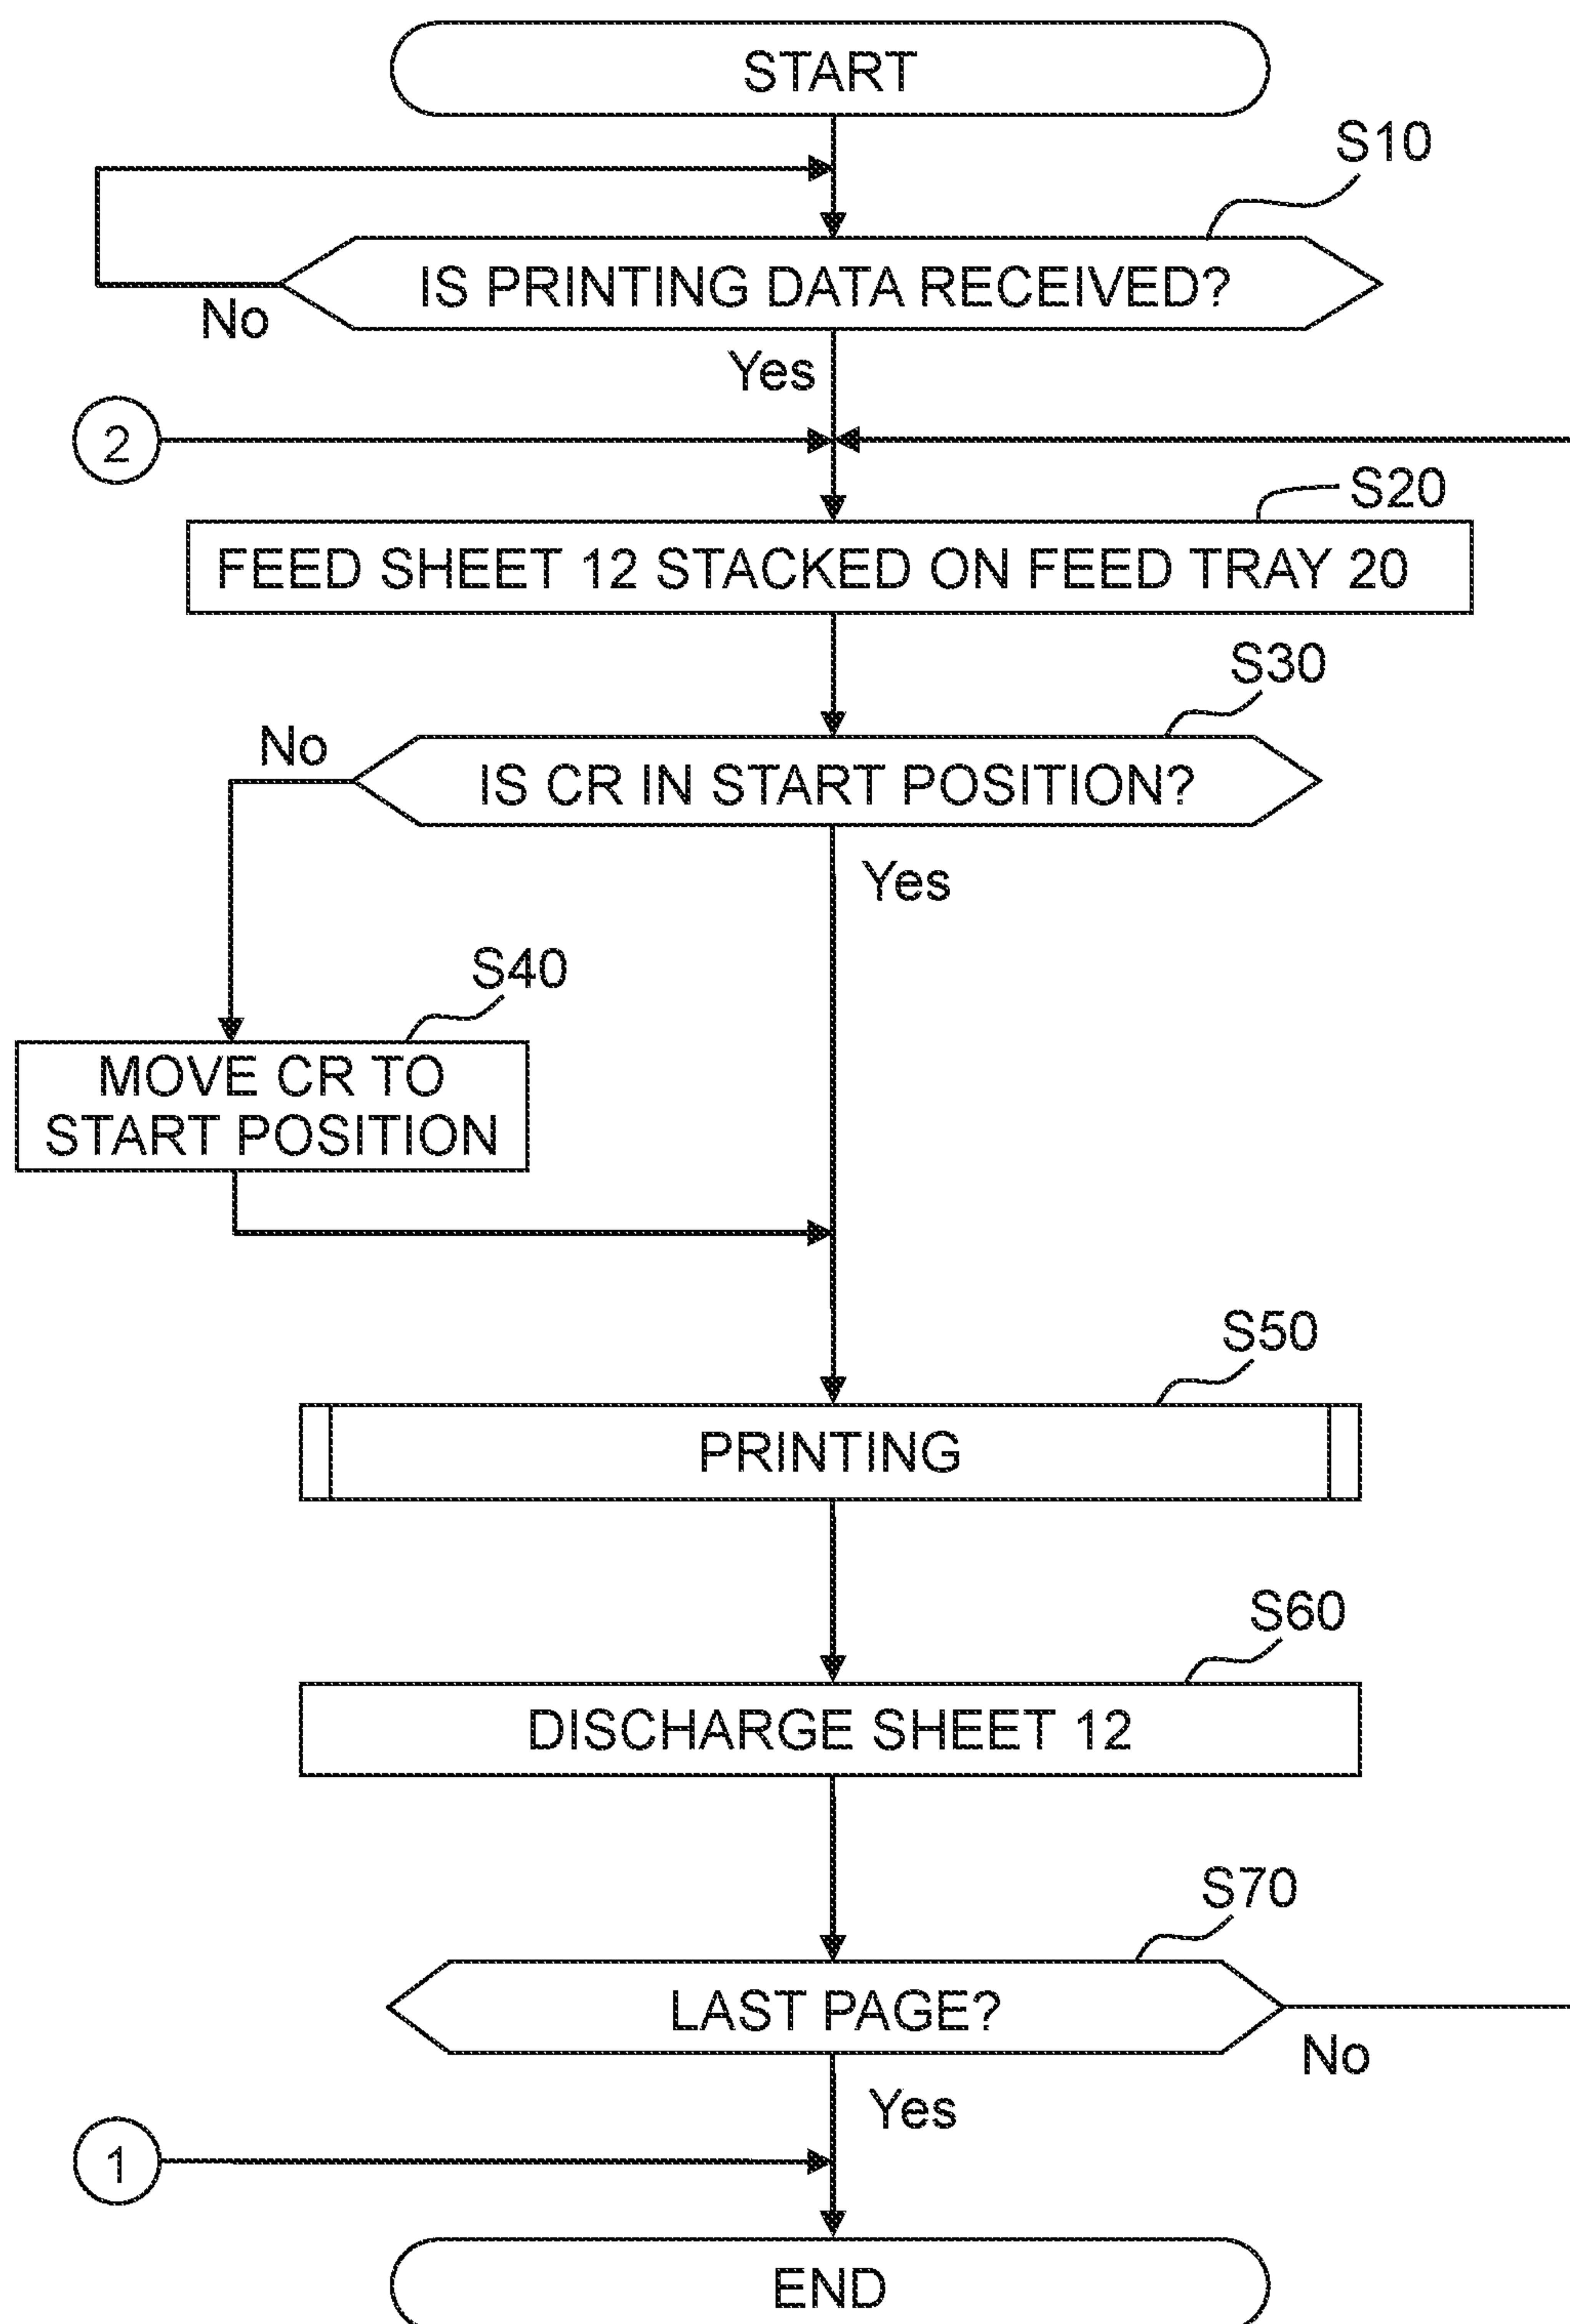 START
S10
IS PRINTING DATA RECEIVED?
No
Yes
2
S20
FEED SHEET 12 STACKED ON FEED TRAY 20
S30
No
IS CR IN START POSITION?
Yes
S40
MOVE CR TO
START POSITION
S50
PRINTING
S60
DISCHARGE SHEET 12
S70
LAST PAGE?
No
Yes
1
END